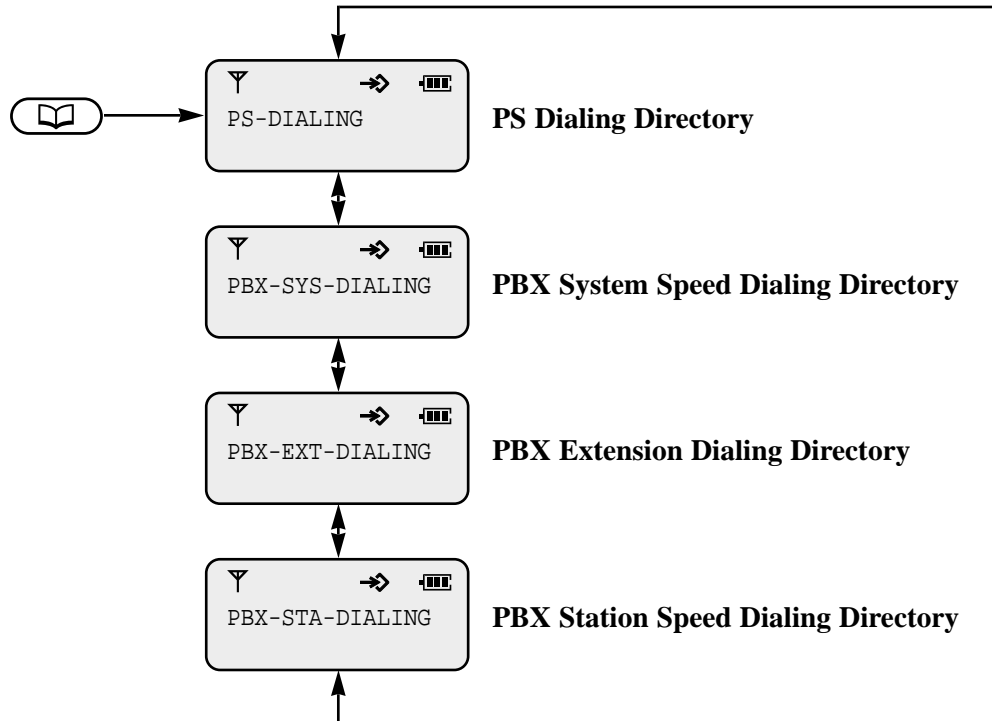 PS-DIALING
PS Dialing Directory
PBX-SYS-DIALING
PBX System Speed Dialing Directory
PBX-EXT-DIALING
PBX Extension Dialing Directory
PBX-STA-DIALING
PBX Station Speed Dialing Directory